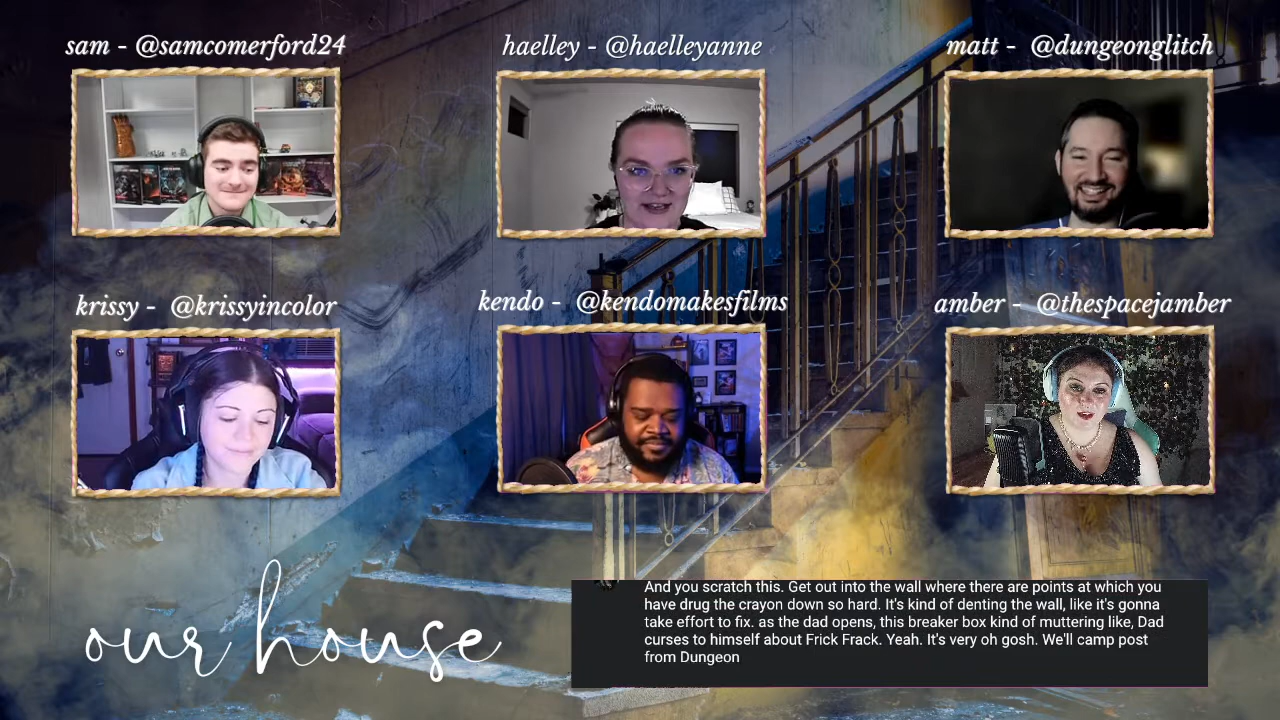 sam - @samcomerford24
haelley - @haelleyanne
matt - @dungeonglitch
krissy - @krissyincolor
kendo - @kendomakesfilms
amber - @thespacejamber
our house
And you scratch this. Get out into the wall where there are points at which you
have drug the crayon down so hard. It's kind of denting the wall, like it's gonna
take effort to fix. as the dad opens, this breaker box kind of muttering like, Dad
curses to himself about Frick Frack. Yeah. It's very oh gosh. We'll camp post
from Dungeon